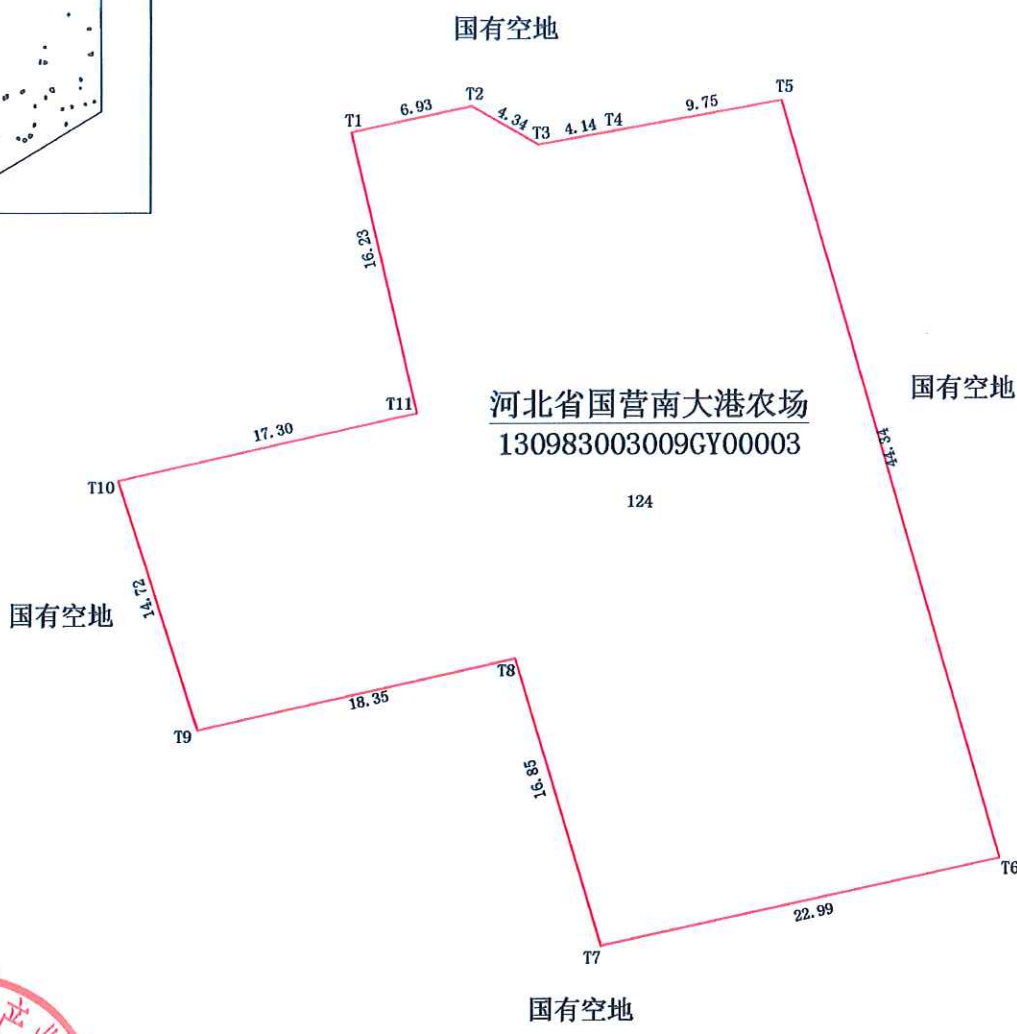 国有空地
T1
6.93
T2
4.34
T3
4.14
T4
9.75
T5
16.23
T11
17.30
T10
河北省国营南大港农场
130983003009GY00003
124
44.34
国有空地
国有空地
14.72
T9
18.35
T8
16.85
T6
22.99
T7
国有空地